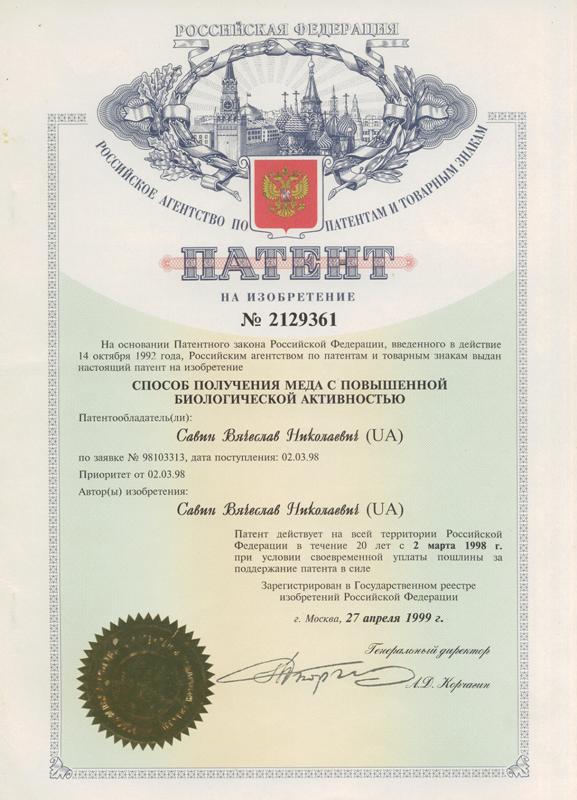 РОССИЙСКАЯ ФЕДЕРАЦИЯ
РОССИЙСКОЕ АГЕНТСТВО ПО ПАТЕНТАМ И ТОВАРНЫМ ЗНАКАМ
ПАТЕНТ
НА ИЗОБРЕТЕНИЕ
№ 2129361
На основании Патентного закона Российской Федерации, введенного в действие
14 октября 1992 года, Российским агентством по патентам и товарным знакам выдан
настоящий патент на изобретение
СПОСОБ ПОЛУЧЕНИЯ МЕДА С ПОВЫШЕННОЙ
БИОЛОГИЧЕСКОЙ АКТИВНОСТЬЮ
Патентообладатель(ли):
Савин Вячеслав Николаевич (UA)
по заявке № 98103313, дата поступления: 02.03.98
Приоритет от 02.03.98
Автор(ы) изобретения:
Савин Вячеслав Николаевич (UA)
Патент действует на всей территории Российской
Федерации в течение 20 лет с 2 марта 1998 г.
при условии своевременной уплаты пошлины за
поддержание патента в силе
Зарегистрирован в Государственном реестре
изобретений Российской Федерации
г. Москва, 27 апреля 1999 г.
Генеральный директор
А.Д. Корчагин